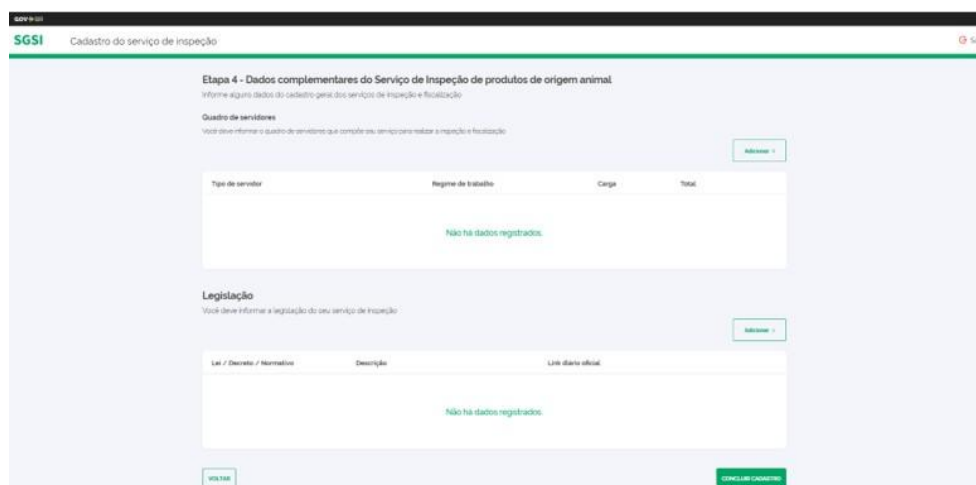 gov br
SGSI
Cadastro do serviço de inspeção
Etapa 4 - Dados complementares do Serviço de Inspeção de produtos de origem animal
Informe alguns dados do cadastro geral dos serviços de inspeção e fiscalização
Quadro de servidores
Você deve informar o quadro de servidores que compõe seu serviço para realizar a inspeção e fiscalização
Adicionar
Tipo de servidor Regime de trabalho Carga Total
Não há dados registrados.
Legislação
Você deve informar a legislação do seu serviço de inspeção
Adicionar
Lei / Decreto / Normativo Descrição Link diário oficial
Não há dados registrados.
VOLTAR CONCLUIR CADASTRO